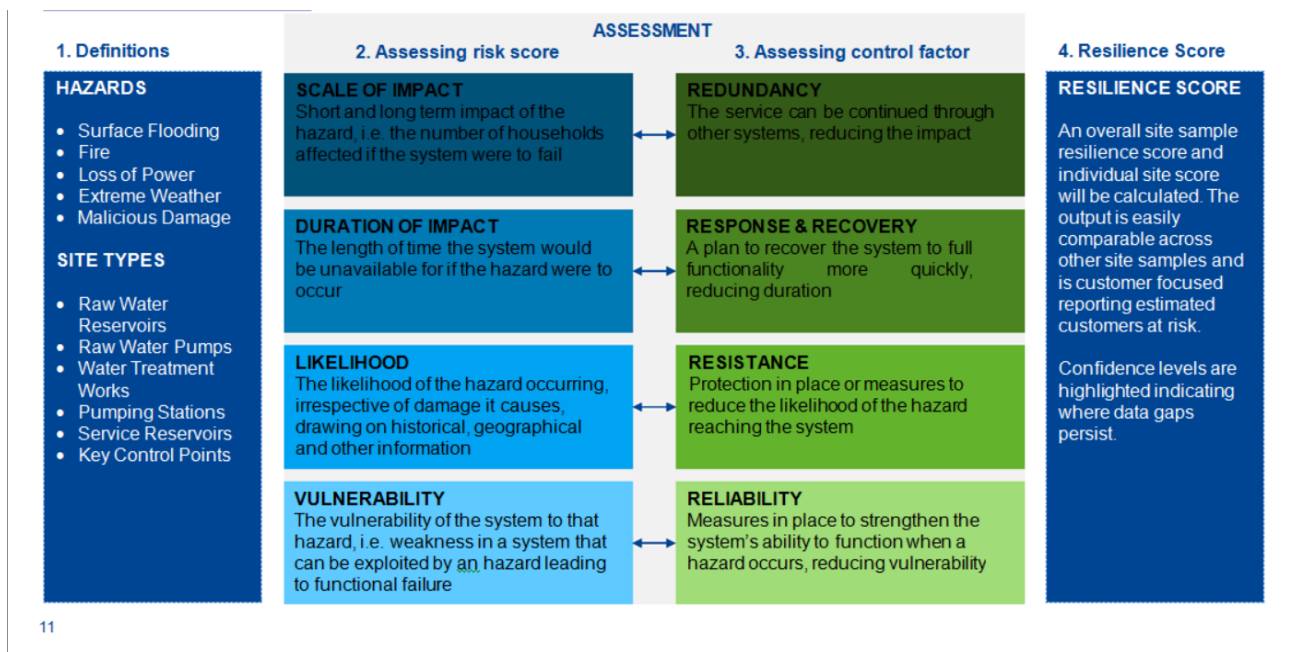 ASSESSMENT
1. Definitions
2. Assessing risk score
3. Assessing control factor
4. Resilience Score
HAZARDS
• Surface Flooding
• Fire
• Loss of Power
• Extreme Weather
• Malicious Damage
SITE TYPES
• Raw Water
Reservoirs
• Raw Water Pumps
• Water Treatment
Works
• Pumping Stations
• Service Reservoirs
• Key Control Points
SCALE OF IMPACT
Short and long term impact of the
hazard, i.e. the number of households
affected if the system were to fail
REDUNDANCY
The service can be continued through
other systems, reducing the impact
DURATION OF IMPACT
The length of time the system would
be unavailable for if the hazard were to
occur
RESPONSE & RECOVERY
A plan to recover the system to full
functionality more quickly,
reducing duration
LIKELIHOOD
The likelihood of the hazard occurring,
irrespective of damage it causes,
drawing on historical, geographical
and other information
RESISTANCE
Protection in place or measures to
reduce the likelihood of the hazard
reaching the system
VULNERABILITY
The vulnerability of the system to that
hazard, i.e. weakness in a system that
can be exploited by an hazard leading
to functional failure
RELIABILITY
Measures in place to strengthen the
system's ability to function when a
hazard occurs, reducing vulnerability
RESILIENCE SCORE
An overall site sample
resilience score and
individual site score
will be calculated. The
output is easily
comparable across
other site samples and
is customer focused
reporting estimated
customers at risk.
Confidence levels are
highlighted indicating
where data gaps
persist.
11